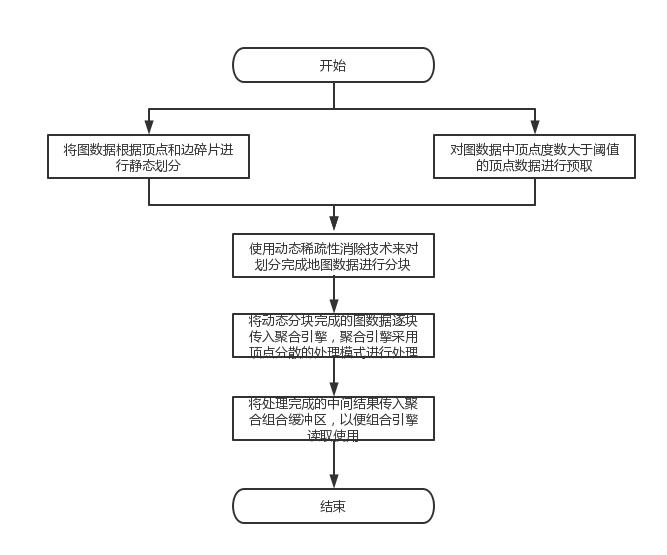 开始
将图数据根据顶点和边碎片进
行静态划分
对图数据中顶点度数大于阈值
的顶点数据进行预取
使用动态稀疏性消除技术来对
划分完成地图数据进行分块
将动态分块完成的图数据逐块
传入聚合引擎，聚合引擎采用
顶点分散的处理模式进行处理
将处理完成的中间结果传入聚
合组合缓冲区，以便组合引擎
读取使用
结束